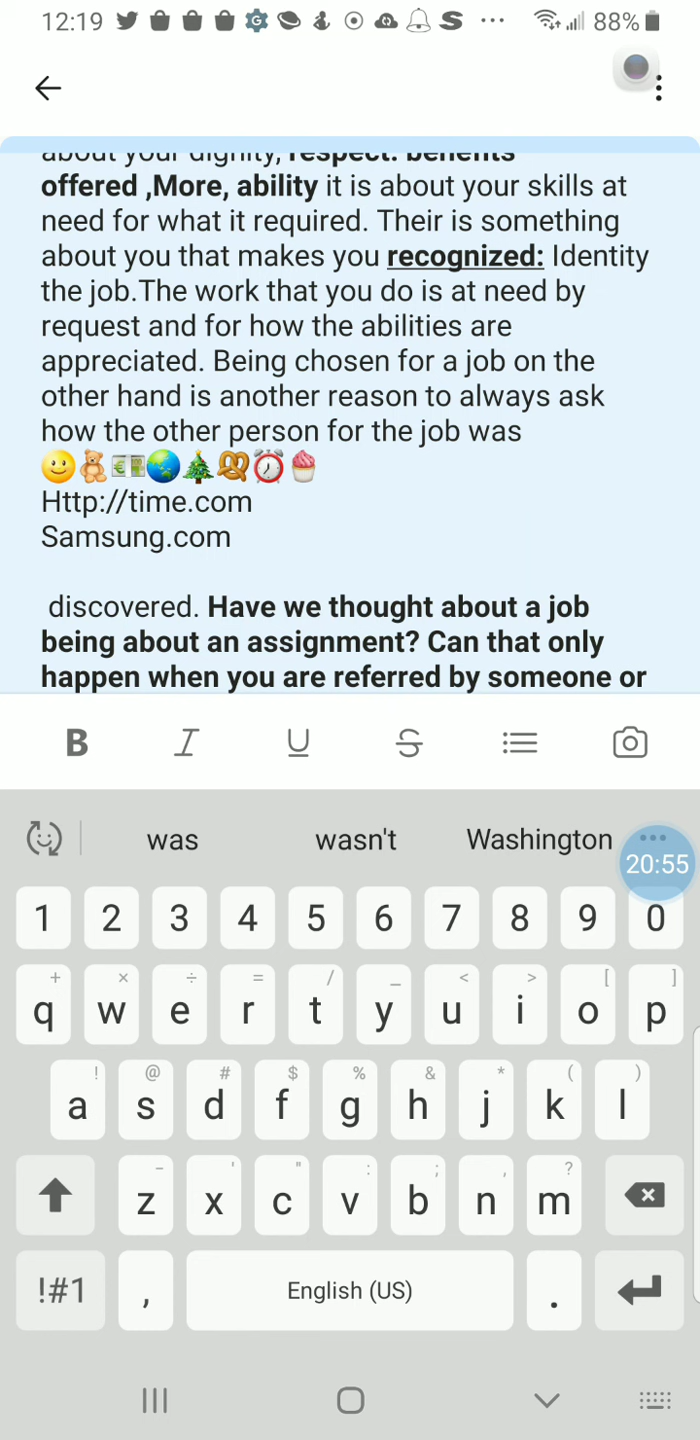 12:19 88%
about your dignity, respect. benefits
offered ,More, ability it is about your skills at
need for what it required. Their is something
about you that makes you recognized: Identity
the job.The work that you do is at need by
request and for how the abilities are
appreciated. Being chosen for a job on the
other hand is another reason to always ask
how the other person for the job was
Http://time.com
Samsung.com
discovered. Have we thought about a job
being about an assignment? Can that only
happen when you are referred by someone or
B I U S
was wasn't Washington
20:55
1 2 3 4 5 6 7 8 9 0
+ × ÷ = / _ < > [ ]
q w e r t y u i o p
! @ # $ % & * ( )
a s d f g h j k l
- ' " : ; , ?
z x c v b n m
!#1 , English (US) .